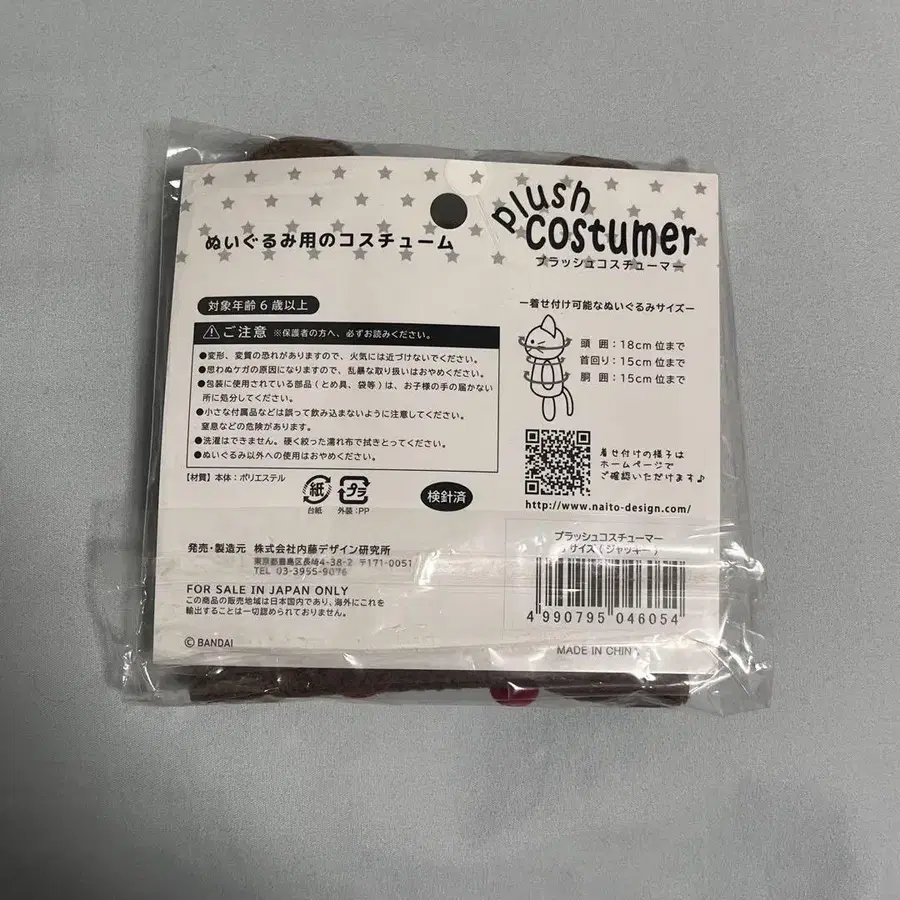 plush
costumer
プラッシュコスチューマー
ぬいぐるみ用のコスチューム
対象年齢6歳以上
ご注意 ※保護者の方へ、必ずお読みください。
●変形、変質の恐れがありますので、火気には近づけないでください。
●思わぬケガの原因になりますので、乱暴な取り扱いはおやめください。
●包装に使用されている部品(とめ具、袋等)は、お子様の手の届かない
所に処分してください。
●小さな付属品などは誤って飲み込まないように注意してください。
窒息などの危険があります。
●洗濯はできません。硬く絞った濡れ布で拭きとってください。
●ぬいぐるみ以外への使用はおやめください。
【材質】本体:ポリエステル
紙
台紙
プラ
外装:PP
検針済
発売・製造元 株式会社内藤デザイン研究所
東京都豊島区長崎4-38-2 〒171-0051
TEL 03-3955-9076
FOR SALE IN JAPAN ONLY
この商品の販売地域は日本国内であり、海外にこれを
輸出することは一切認められておりません。
© BANDAI
ー着せ付け可能なぬいぐるみサイズー
頭 囲:18cm 位まで
首回り:15cm 位まで
胴 囲:15cm 位まで
着せ付けの様子は
ホームページで
ご確認いただけます♪
http://www.naito-design.com/
プラッシュコスチューマー
サイズ(ジャッキー)
4 990795 046054
MADE IN CHINA